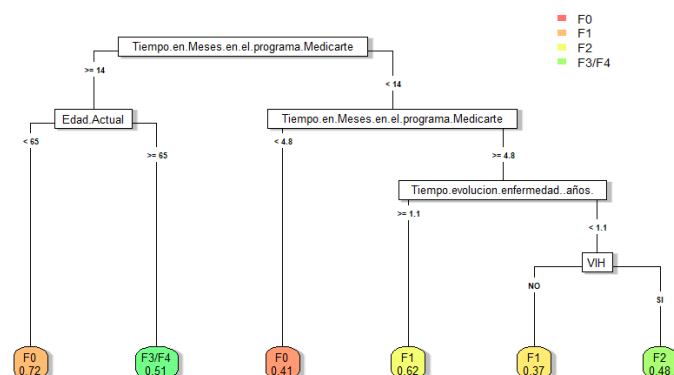 F0
F1
F2
F3/F4
Tiempo.en.Meses.en.el.programa.Medicarte
>= 14
< 14
Edad.Actual
Tiempo.en.Meses.en.el.programa.Medicarte
< 65
>= 65
< 4.8
>= 4.8
Tiempo.evolucion.enfermedad..años.
>= 1.1
< 1.1
VIH
NO
SI
F0
0.72
F3/F4
0.51
F0
0.41
F1
0.62
F1
0.37
F2
0.48